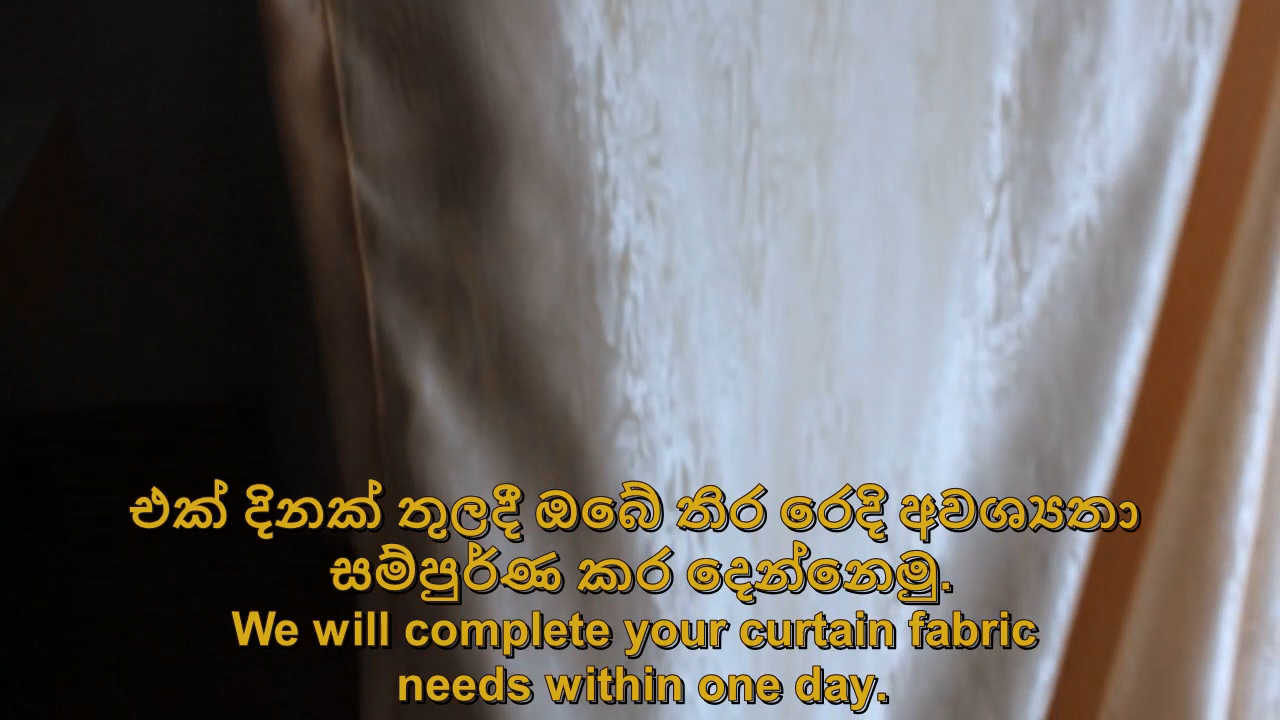 එක් දිනක් තුලදී ඔබේ තිර රෙදි අවශ්‍යතා
සම්පුර්ණ කර දෙන්නෙමු.
We will complete your curtain fabric
needs within one day.